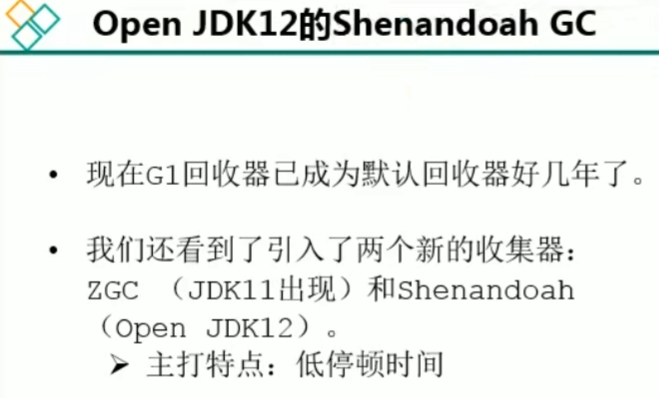 Open JDK12的Shenandoah GC
• 现在G1回收器已成为默认回收器好几年了。
• 我们还看到了引入了两个新的收集器：
ZGC （JDK11出现）和Shenandoah
（Open JDK12）。
➤ 主打特点：低停顿时间